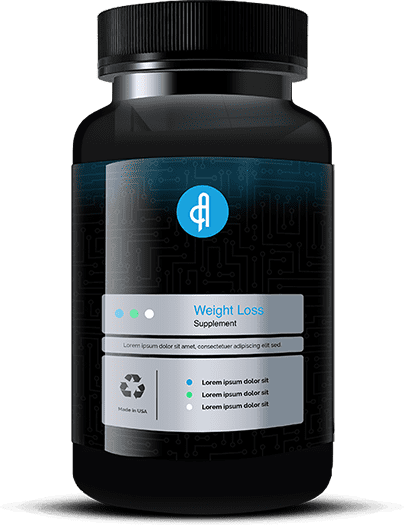 Weight Loss
Supplement
Lorem ipsum dolor sit amet, consectetuer adipiscing elit sed
Made in USA
Lorem ipsum dolor sit
Lorem ipsum dolor sit
Lorem ipsum dolor sit